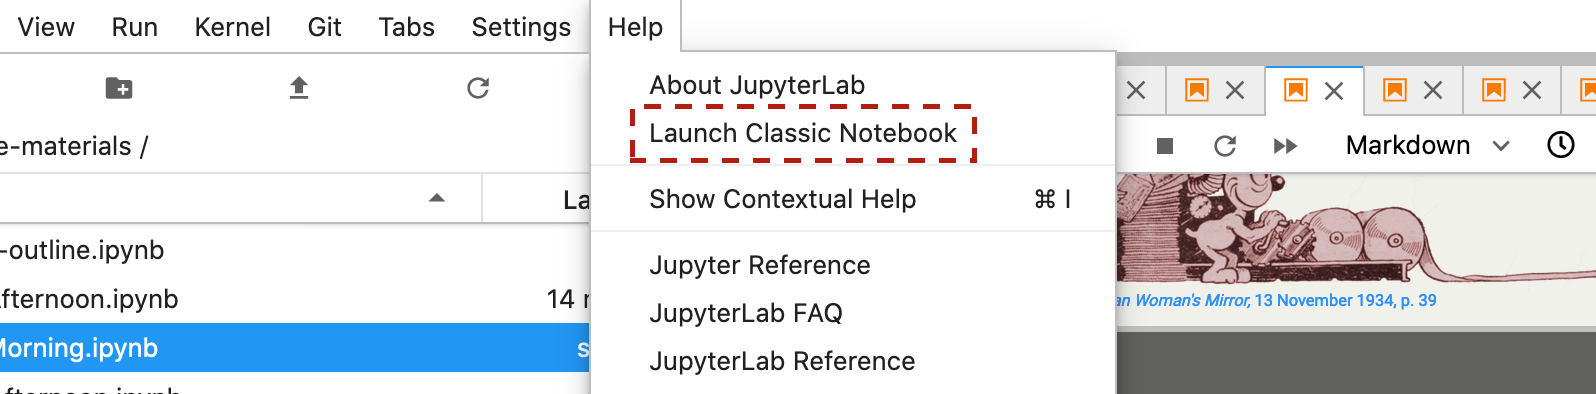 View Run Kernel Git Tabs Settings Help
About JupyterLab
Launch Classic Notebook
Show Contextual Help ⌘ I
Jupyter Reference
JupyterLab FAQ
JupyterLab Reference
e-materials /
La
-outline.ipynb
fternoon.ipynb 14
orning.ipynb s
Markdown
an Woman's Mirror, 13 November 1934, p. 39